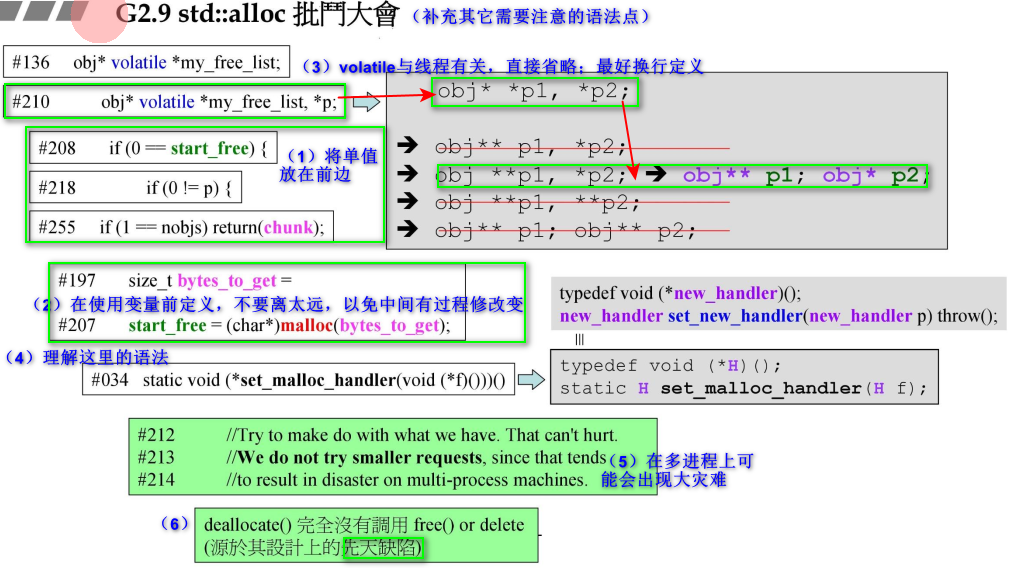 G2.9 std::alloc 批鬥大會 (补充其它需要注意的语法点)
#136 obj* volatile *my_free_list;
(3) volatile与线程有关，直接省略；最好换行定义
#210 obj* volatile *my_free_list, *p;
obj* *p1, *p2;
#208 if (0 == start_free) {
(1) 将单值
放在前边
#218 if (0 != p) {
#255 if (1 == nobjs) return(chunk);
➔ obj** p1, *p2;
➔ obj **p1, *p2; ➔ obj** p1; obj* p2;
➔ obj **p1, **p2;
➔ obj** p1; obj** p2;
#197 size_t bytes_to_get =
(2) 在使用变量前定义，不要离太远，以免中间有过程修改变
#207 start_free = (char*)malloc(bytes_to_get);
typedef void (*new_handler)();
new_handler set_new_handler(new_handler p) throw();
(4) 理解这里的语法
#034 static void (*set_malloc_handler(void (*f)()))()
typedef void (*H)();
static H set_malloc_handler(H f);
#212 //Try to make do with what we have. That can't hurt.
#213 //We do not try smaller requests, since that tends
#214 //to result in disaster on multi-process machines.
(5) 在多进程上可
能会出现大灾难
(6)
deallocate() 完全沒有調用 free() or delete
(源於其設計上的先天缺陷)